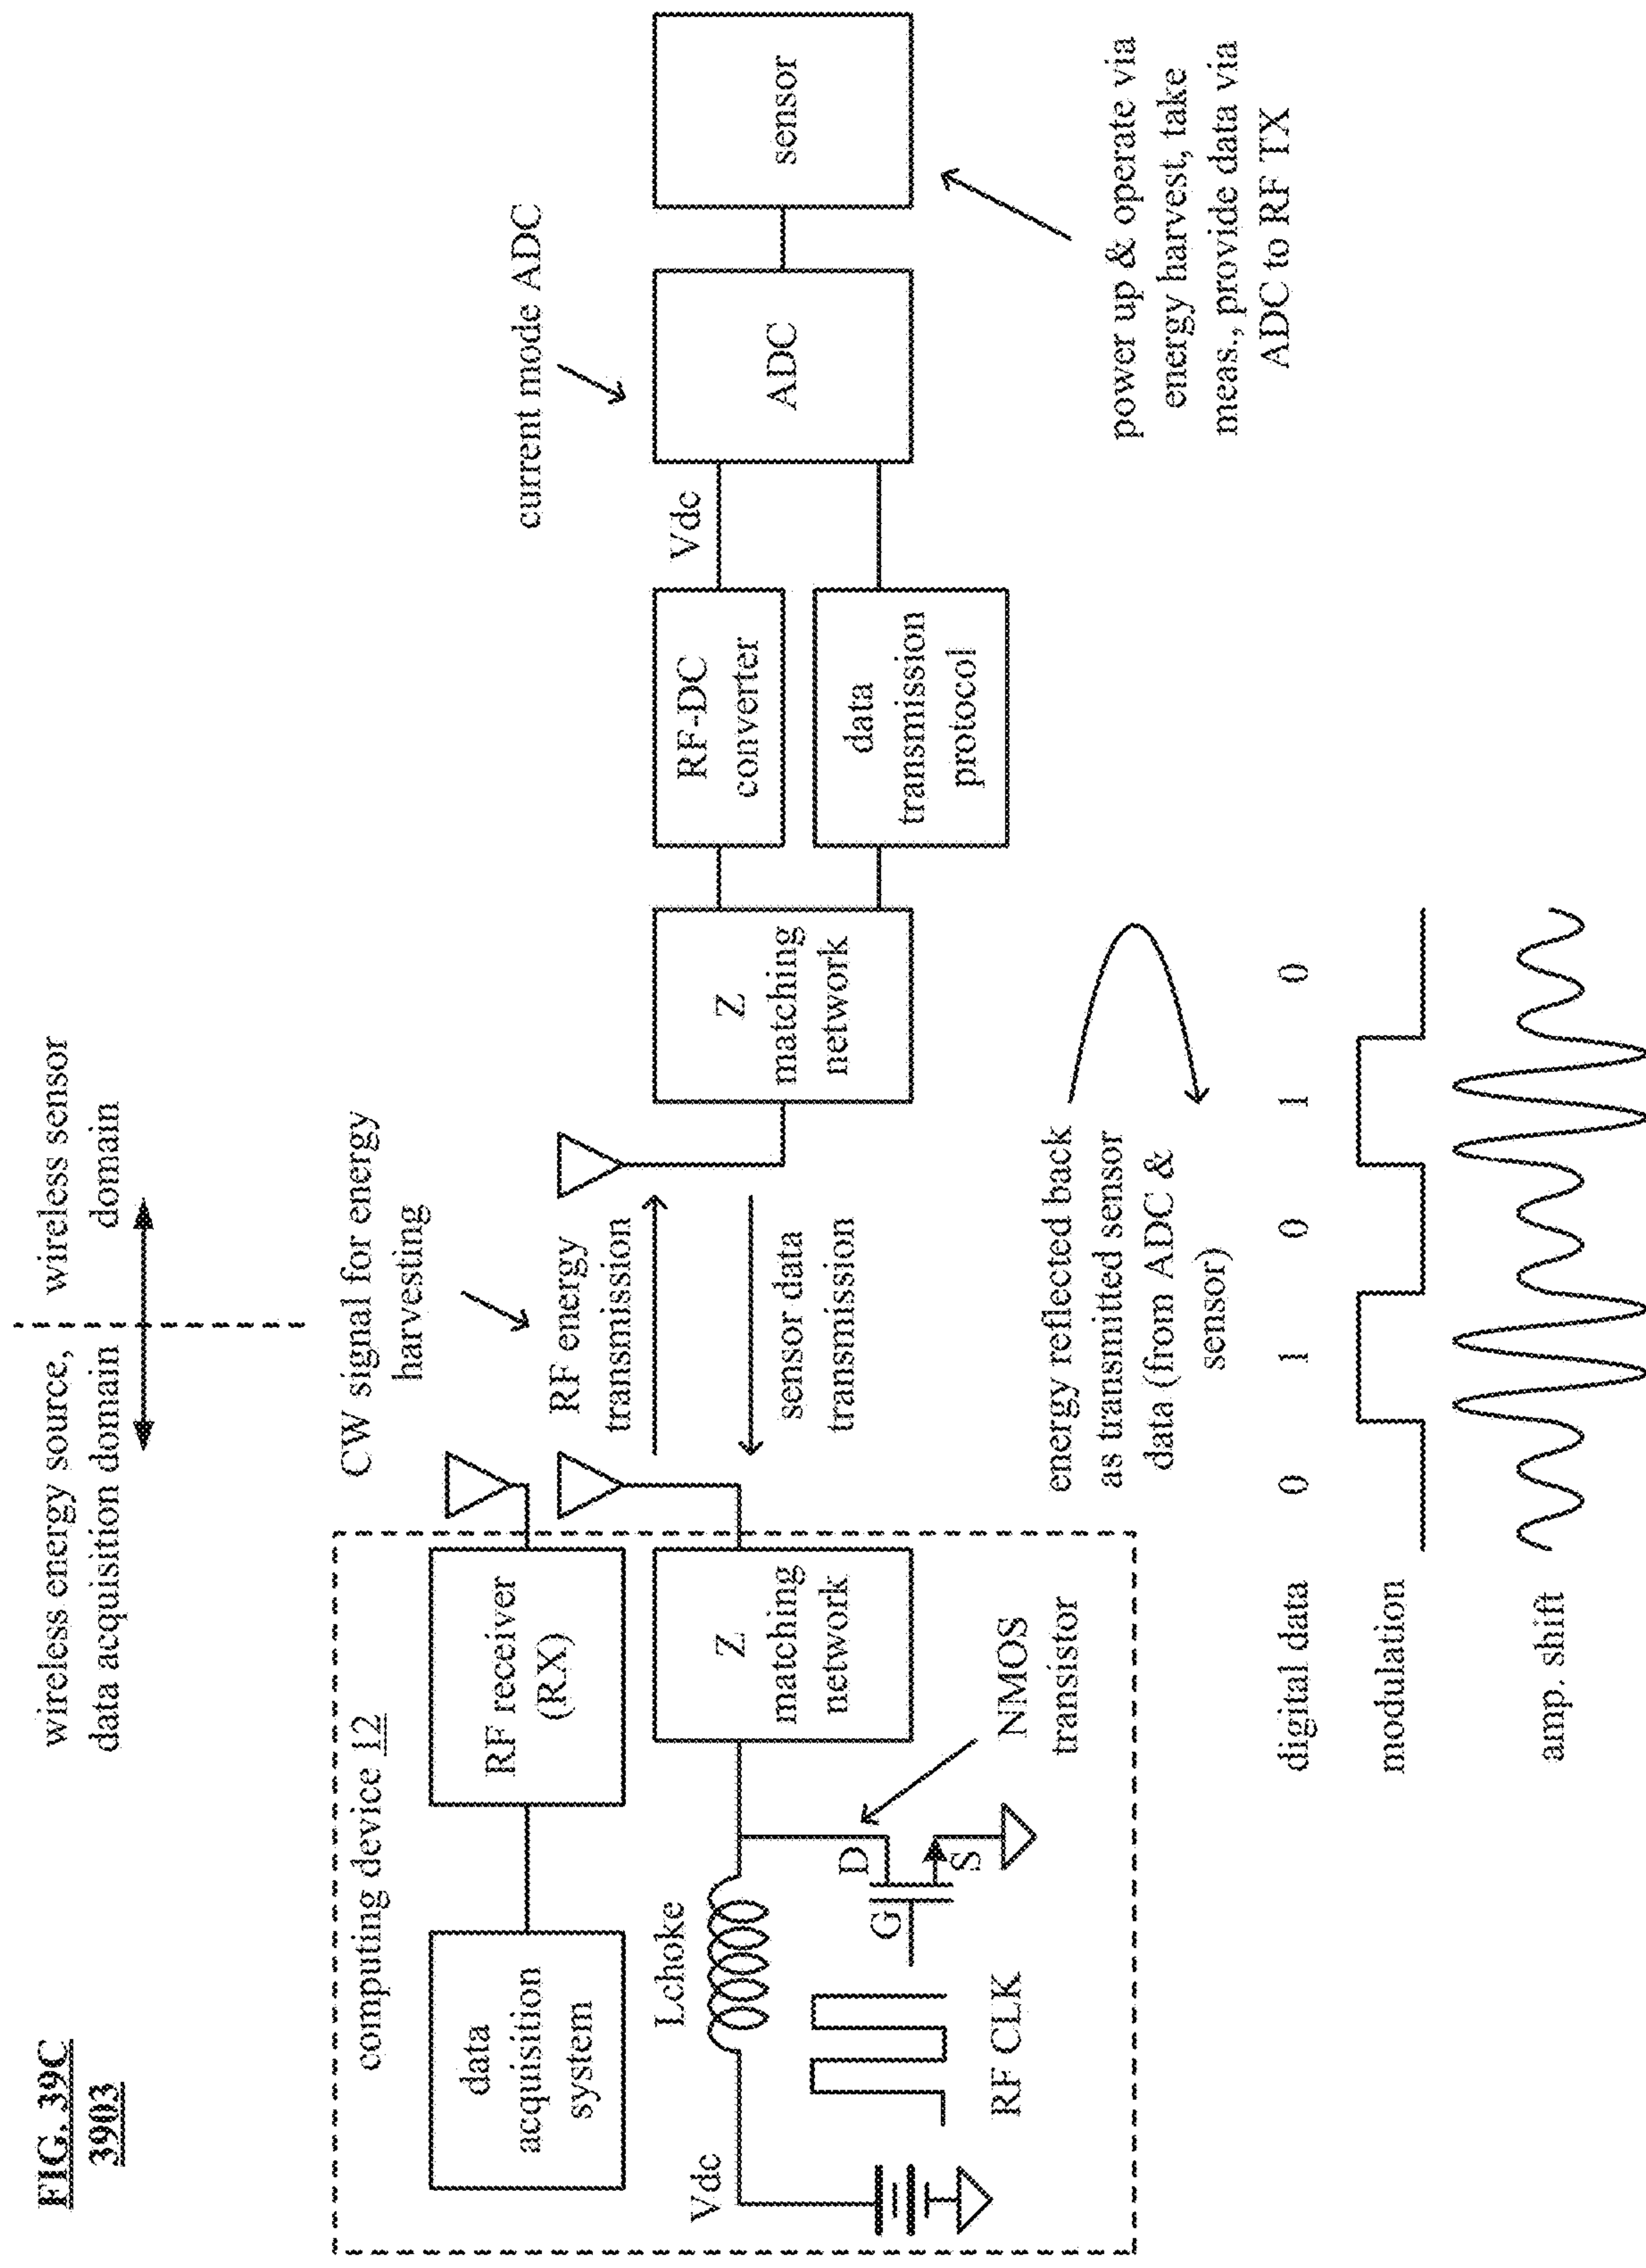 FIG. 39C
3903
wireless energy source,
data acquisition domain
wireless sensor
domain
computing device 12
data
acquisition
system
RF receiver
(RX)
CW signal for energy
harvesting
RF energy
transmission
sensor data
transmission
Vdc
Lchoke
Z
matching
network
D
G
S
RF CLK
NMOS
transistor
Z
matching
network
RF-DC
converter
data
transmission
protocol
Vdc
current mode ADC
ADC
sensor
power up & operate via
energy harvest, take
meas., provide data via
ADC to RF TX
energy reflected back
as transmitted sensor
data (from ADC &
sensor)
digital data 0 1 0 1 0
modulation
amp. shift